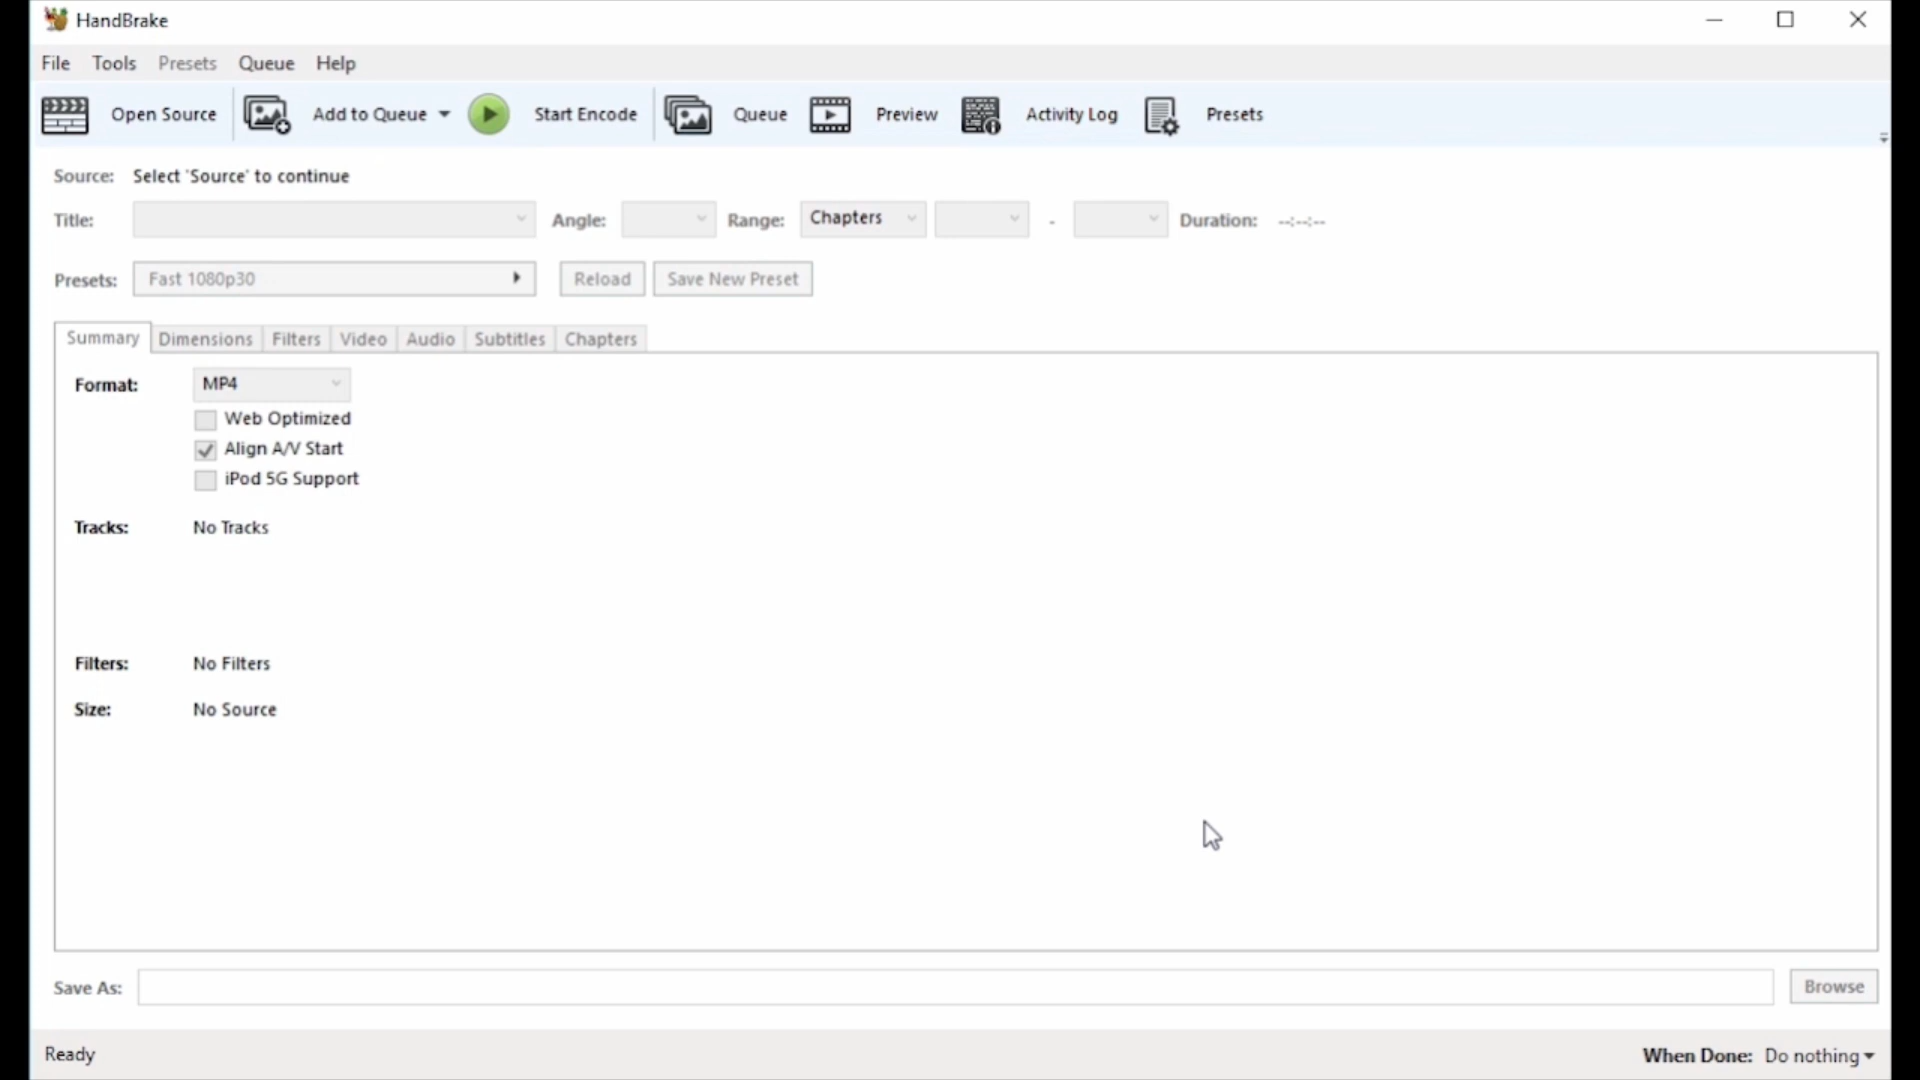 HandBrake
File Tools Presets Queue Help
Open Source Add to Queue Start Encode Queue Preview Activity Log Presets
Source: Select 'Source' to continue
Title: Angle: Range: Chapters - Duration: --:--:--
Presets: Fast 1080p30 Reload Save New Preset
Summary Dimensions Filters Video Audio Subtitles Chapters
Format: MP4
Web Optimized
Align A/V Start
iPod 5G Support
Tracks: No Tracks
Filters: No Filters
Size: No Source
Save As: Browse
Ready When Done: Do nothing